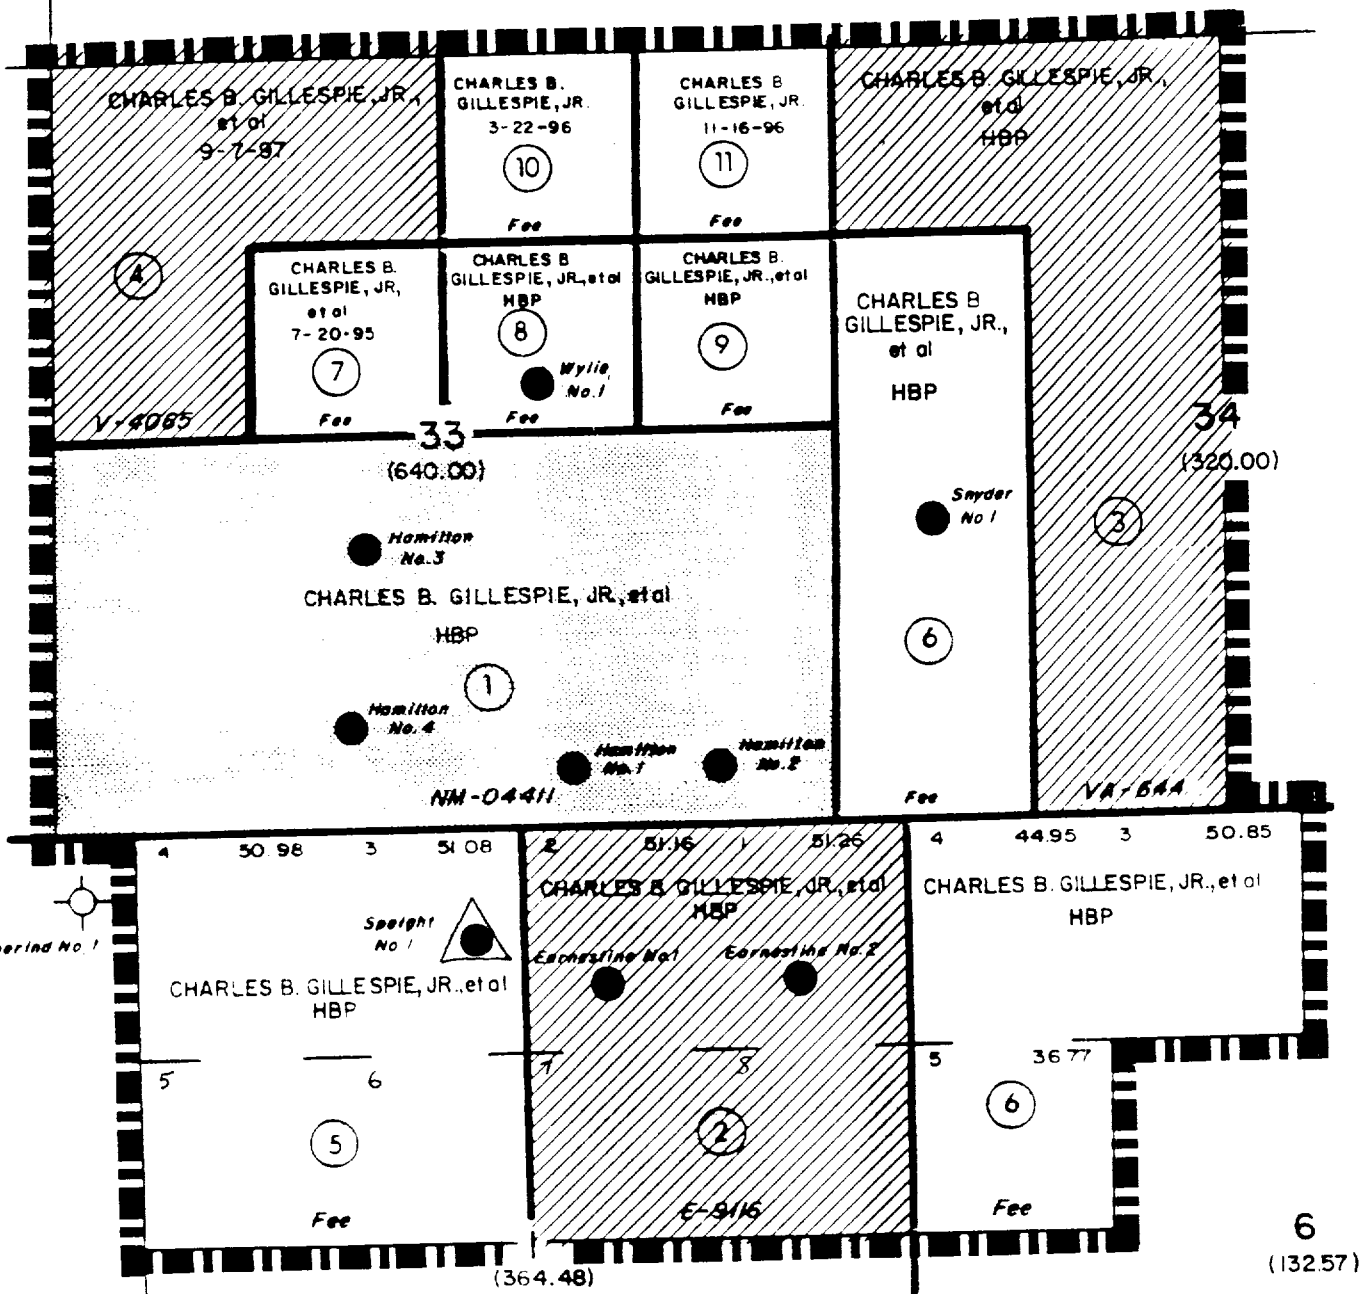 CHARLES B. GILLESPIE, JR.,
et al
9-7-97
4
V-4085
CHARLES B.
GILLESPIE, JR.
3-22-96
10
Fee
CHARLES B
GILLESPIE, JR.
11-16-96
11
Fee
CHARLES B. GILLESPIE, JR.,
et al
HBP
CHARLES B.
GILLESPIE, JR,
et al
7-20-95
7
Fee
CHARLES B
GILLESPIE, JR., et al
HBP
8
Wylie
No. 1
Fee
CHARLES B.
GILLESPIE, JR., et al
HBP
9
Fee
CHARLES B
GILLESPIE, JR.,
et al
HBP
Snyder
No 1
6
Fee
34
(320.00)
3
VA-544
33
(640.00)
Hamilton
No. 3
CHARLES B. GILLESPIE, JR., et al
HBP
1
Hamilton
No. 4
Hamilton
No. 1
Hamilton
No. 2
NM-04411
4 50.98 3 51.08 2 51.16 1 51.26 4 44.95 3 50.85
Speight
No 1
CHARLES B. GILLESPIE, JR., et al
HBP
5 6
5
Fee
CHARLES B GILLESPIE, JR., et al
HBP
Earnestine No. 1
Earnestine No. 2
7 8
2
E-9116
CHARLES B. GILLESPIE, JR., et al
HBP
5 36.77
6
Fee
No. 1
1
(364.48)
6
(132.57)